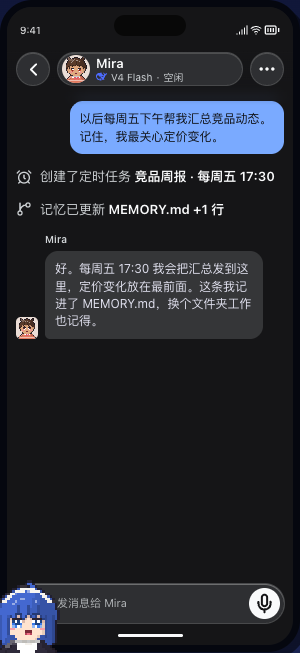 9:41
Mira
V4 Flash · 空闲
以后每周五下午帮我汇总竞品动态。
记住，我最关心定价变化。
创建了定时任务 竞品周报 · 每周五 17:30
记忆已更新 MEMORY.md +1 行
Mira
好。每周五 17:30 我会把汇总发到这
里，定价变化放在最前面。这条我记
进了 MEMORY.md，换个文件夹工作
也记得。
发消息给 Mira